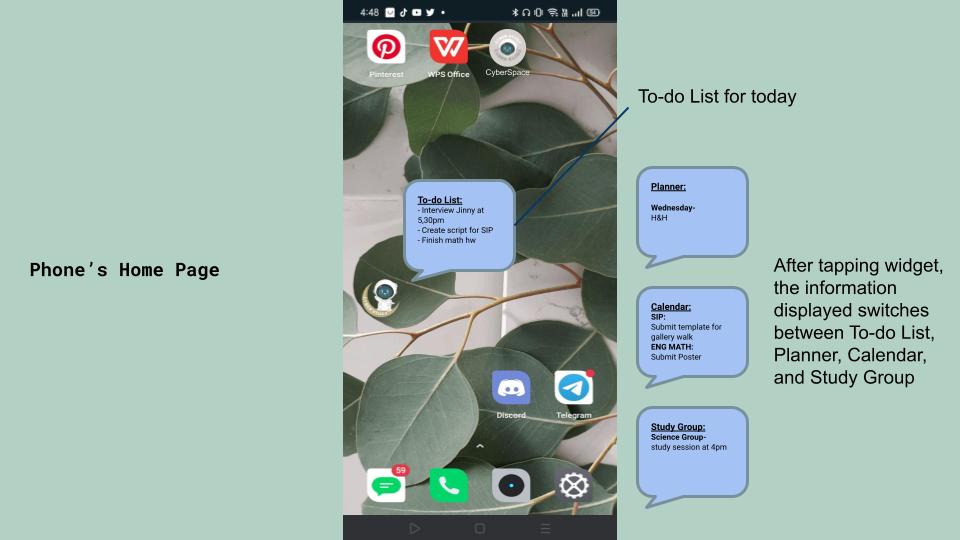 4:48
54
Pinterest
WPS Office
CyberSpace
To-do List for today
To-do List:
- Interview Jinny at
5,30pm
- Create script for SIP
- Finish math hw
Phone's Home Page
Planner:
Wednesday-
H&H
Calendar:
SIP:
Submit template for
gallery walk
ENG MATH:
Submit Poster
Study Group:
Science Group-
study session at 4pm
After tapping widget,
the information
displayed switches
between To-do List,
Planner, Calendar,
and Study Group
Discord
Telegram
59